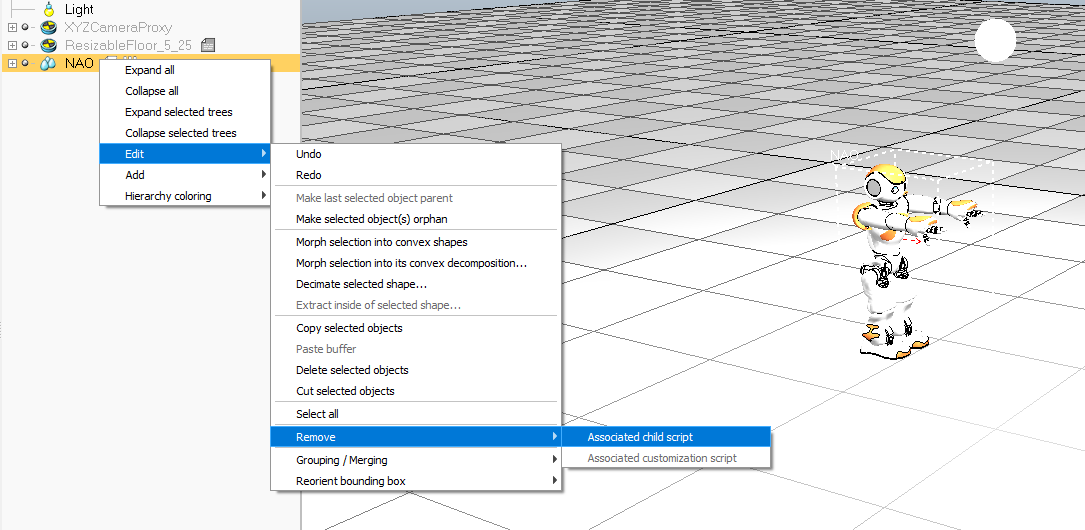 Light
XYZCameraProxy
ResizableFloor_5_25
NAO
Expand all
Collapse all
Expand selected trees
Collapse selected trees
Edit
Add
Hierarchy coloring
Undo
Redo
Make last selected object parent
Make selected object(s) orphan
Morph selection into convex shapes
Morph selection into its convex decomposition...
Decimate selected shape...
Extract inside of selected shape...
Copy selected objects
Paste buffer
Delete selected objects
Cut selected objects
Select all
Remove
Grouping / Merging
Reorient bounding box
Associated child script
Associated customization script
NAO